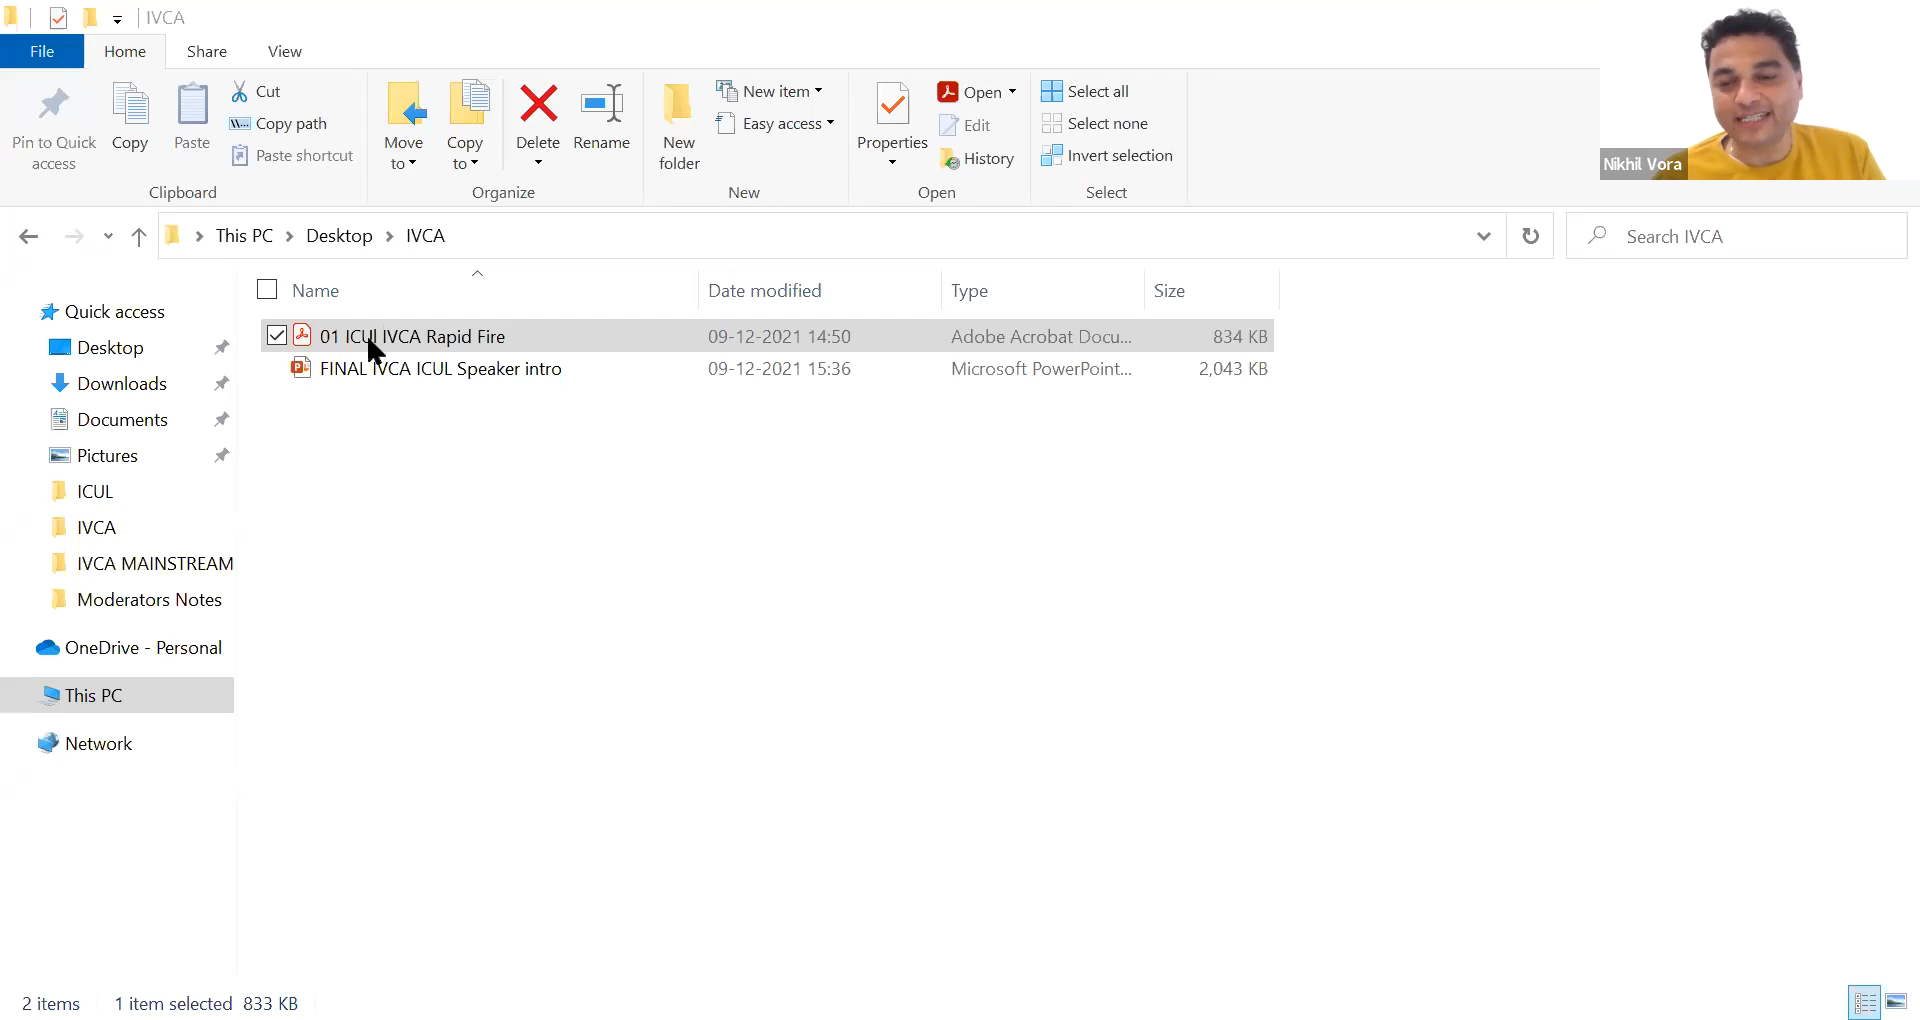 IVCA
File Home Share View
Pin to Quick access
Copy
Paste
Cut
Copy path
Paste shortcut
Clipboard
Move to
Copy to
Delete
Rename
Organize
New folder
New item
Easy access
New
Properties
Open
Edit
History
Open
Select all
Select none
Invert selection
Select
Nikhil Vora
This PC Desktop IVCA
Search IVCA
Name Date modified Type Size
01 ICUL IVCA Rapid Fire 09-12-2021 14:50 Adobe Acrobat Docu... 834 KB
FINAL IVCA ICUL Speaker intro 09-12-2021 15:36 Microsoft PowerPoint... 2,043 KB
Quick access
Desktop
Downloads
Documents
Pictures
ICUL
IVCA
IVCA MAINSTREAM
Moderators Notes
OneDrive - Personal
This PC
Network
2 items 1 item selected 833 KB